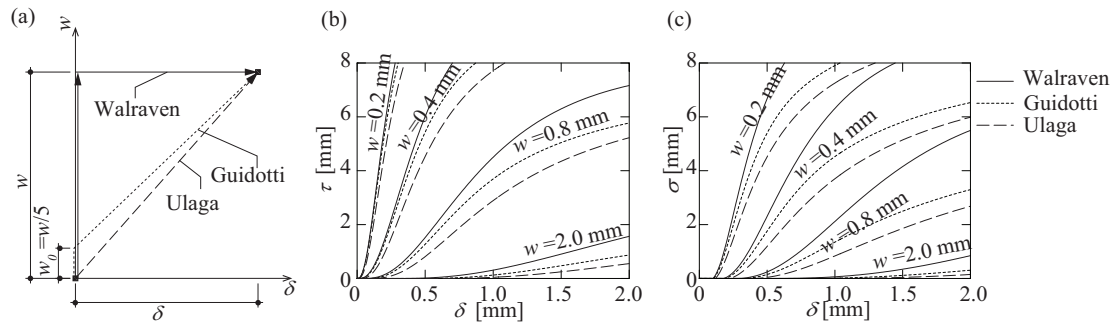 (a)
w
Walraven
Guidotti
Ulaga
w
w0 =w/5
δ
δ
(b)
8
6
4
2
0
τ [mm]
w =0.2 mm
w =0.4 mm
w =0.8 mm
w =2.0 mm
0
0.5
1.0
1.5
2.0
δ [mm]
(c)
8
6
4
2
0
σ [mm]
w =0.2 mm
w =0.4 mm
w =0.8 mm
w =2.0 mm
0
0.5
1.0
1.5
2.0
δ [mm]
Walraven
Guidotti
Ulaga